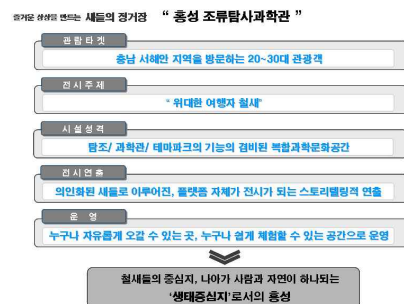 즐거운 상상을 만드는 새들의 정거장 “ 홍성 조류탐사과학관 ”
관 람 타 겟
충남 서해안 지역을 방문하는 20~30대 관광객
전 시 주 제
“ 위대한 여행자 철새”
시 설 성 격
탐조/ 과학관/ 테마파크의 기능의 겸비된 복합과학문화공간
전 시 연 출
의인화된 새들로 이루어진, 플랫폼 자체가 전시가 되는 스토리텔링적 연출
운 영
누구나 자유롭게 오갈 수 있는 곳, 누구나 쉽게 체험할 수 있는 공간으로 운영
철새들의 중심지, 나아가 사람과 자연이 하나되는
‘생태중심지’로서의 홍성